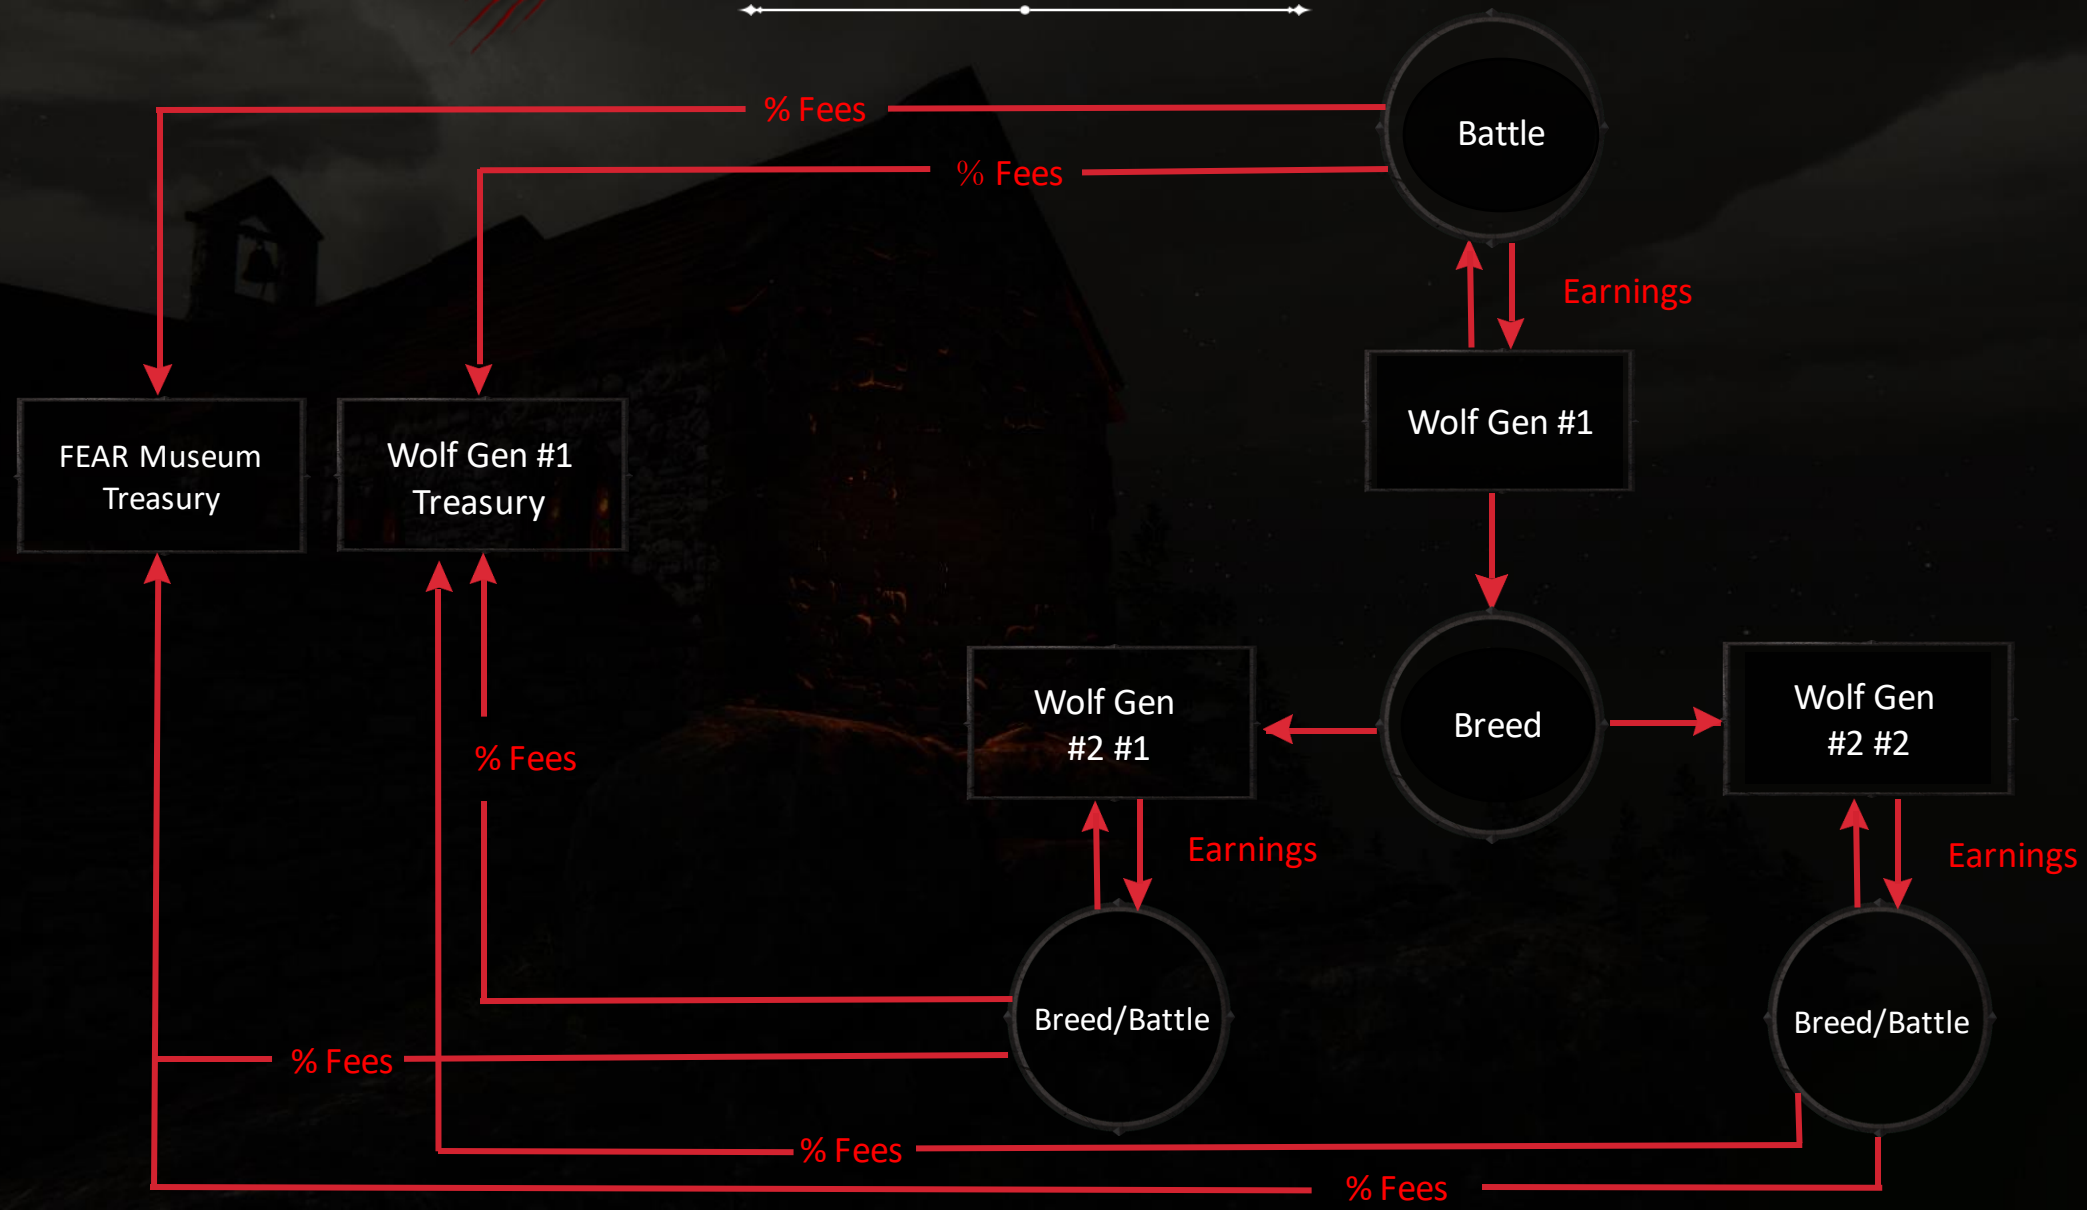 % Fees
Battle
% Fees
Earnings
Wolf Gen #1
FEAR Museum
Treasury
Wolf Gen #1
Treasury
Wolf Gen
#2 #1
Breed
Wolf Gen
#2 #2
% Fees
Earnings
Earnings
Breed/Battle
Breed/Battle
% Fees
% Fees
% Fees